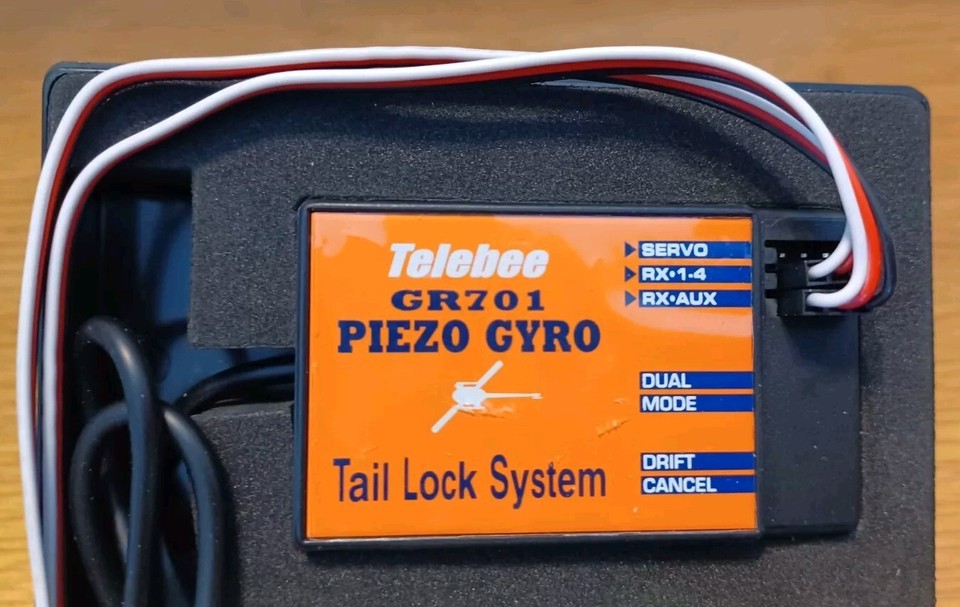 Telebee
GR701
PIEZO GYRO
Tail Lock System
SERVO
RX•1-4
RX•AUX
DUAL
MODE
DRIFT
CANCEL